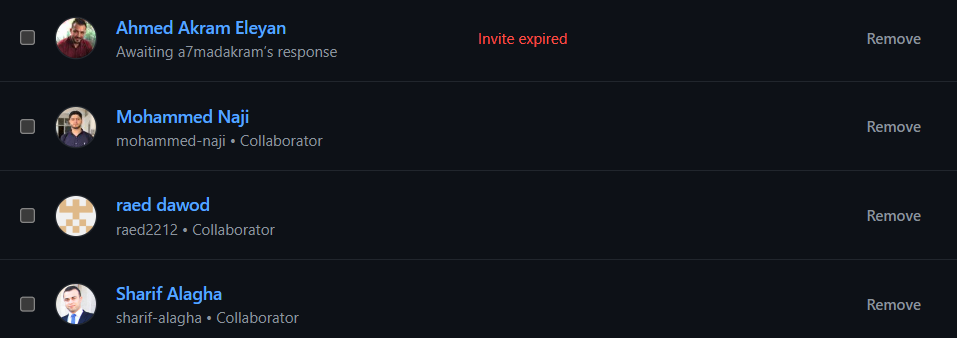 Ahmed Akram Eleyan
Awaiting a7madakram's response
Invite expired
Remove
Mohammed Naji
mohammed-naji • Collaborator
Remove
raed dawod
raed2212 • Collaborator
Remove
Sharif Alagha
sharif-alagha • Collaborator
Remove